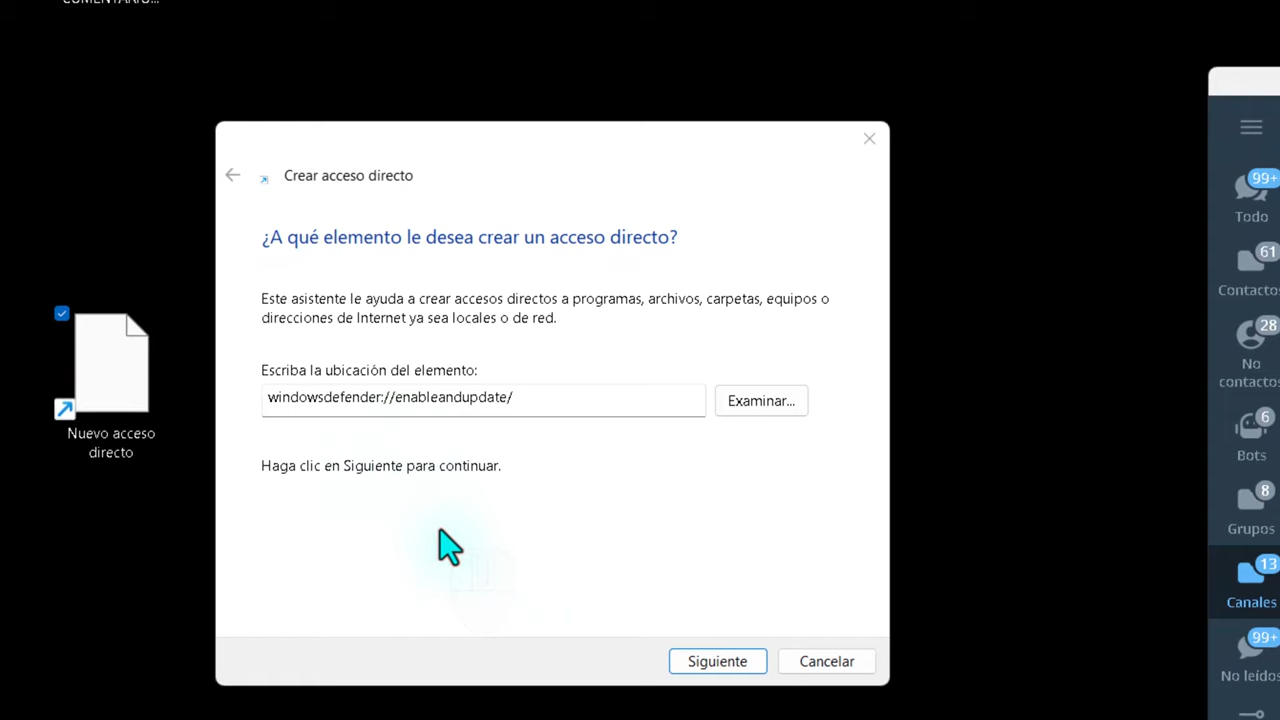 Crear acceso directo
¿A qué elemento le desea crear un acceso directo?
Este asistente le ayuda a crear accesos directos a programas, archivos, carpetas, equipos o
direcciones de Internet ya sea locales o de red.
Escriba la ubicación del elemento:
windowsdefender://enableandupdate/
Examinar...
Haga clic en Siguiente para continuar.
Siguiente
Cancelar
Nuevo acceso
directo
99+
Todo
61
Contactos
28
No
contactos
6
Bots
8
Grupos
13
Canales
99+
No leídos